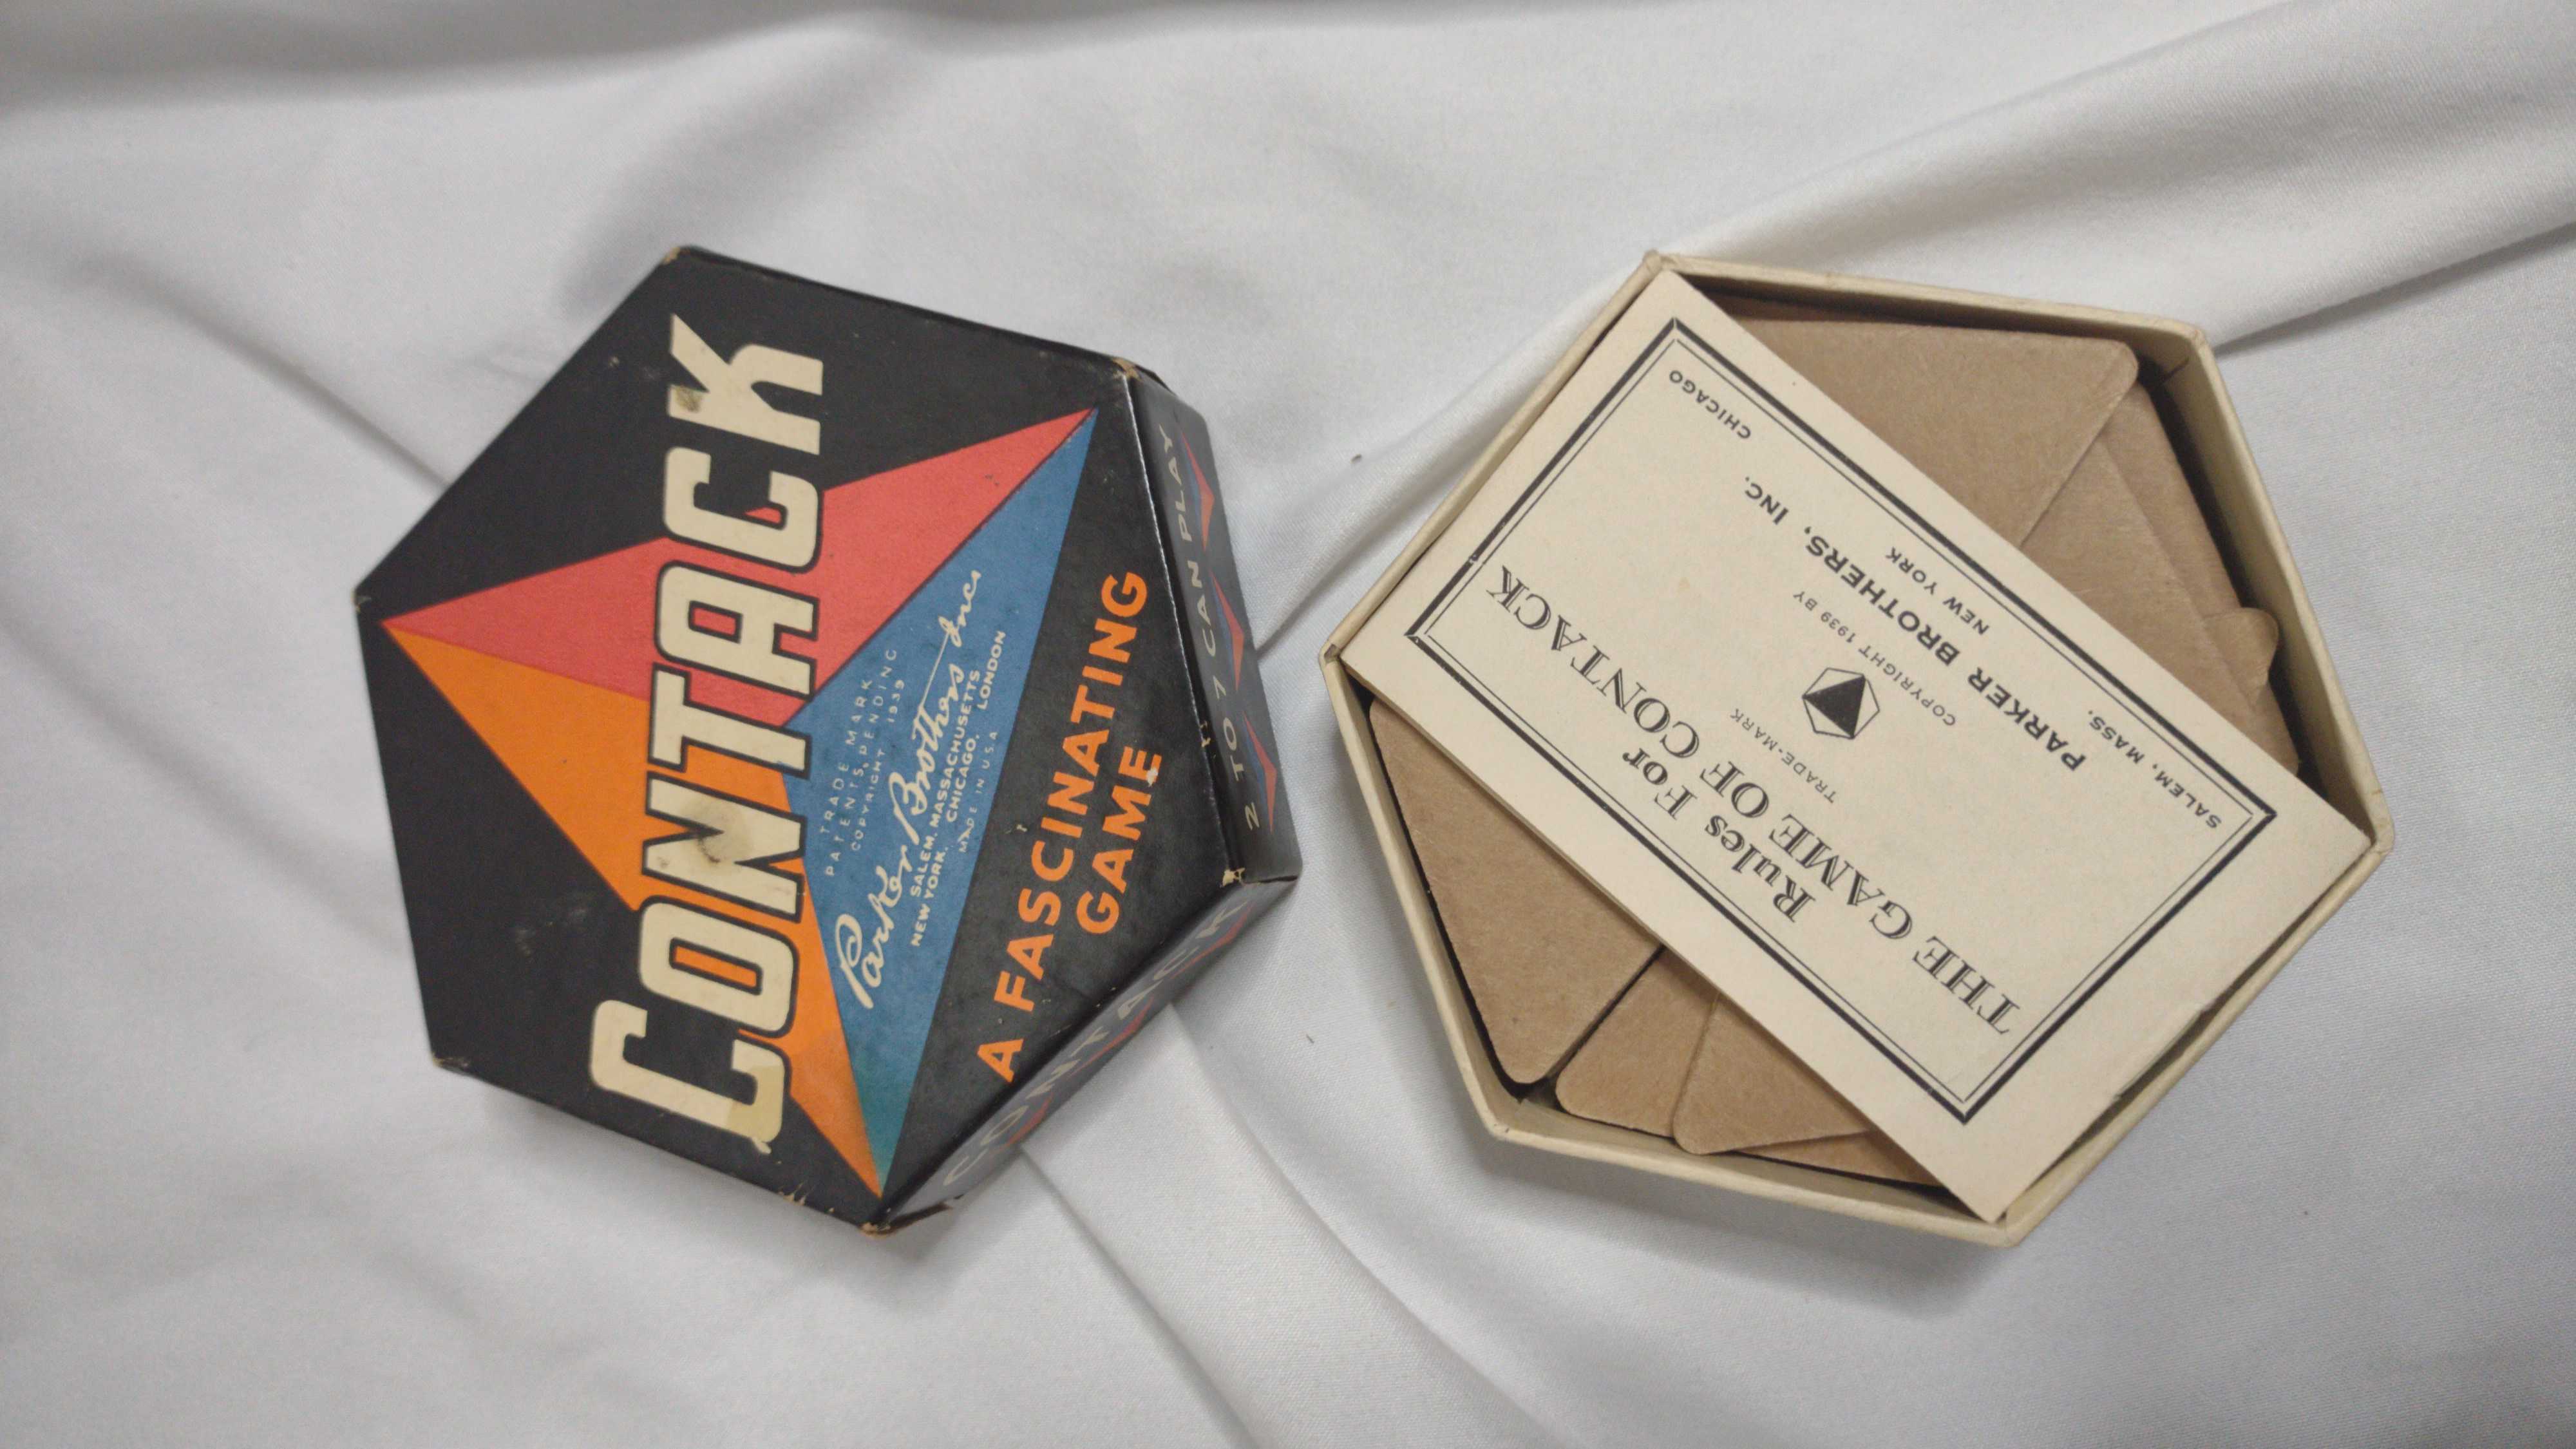 CONTACK
TRADE MARK
PATENTS PENDING
COPYRIGHT 1939
Parker Brothers Inc
SALEM, MASSACHUSETTS
NEW YORK, CHICAGO, LONDON
MADE IN U.S.A
A FASCINATING
GAME
2 TO 7 CAN PLAY
CONTACK
Rules For
THE GAME OF CONTACK
TRADE-MARK
COPYRIGHT 1939 BY
PARKER BROTHERS, INC.
SALEM, MASS. NEW YORK CHICAGO